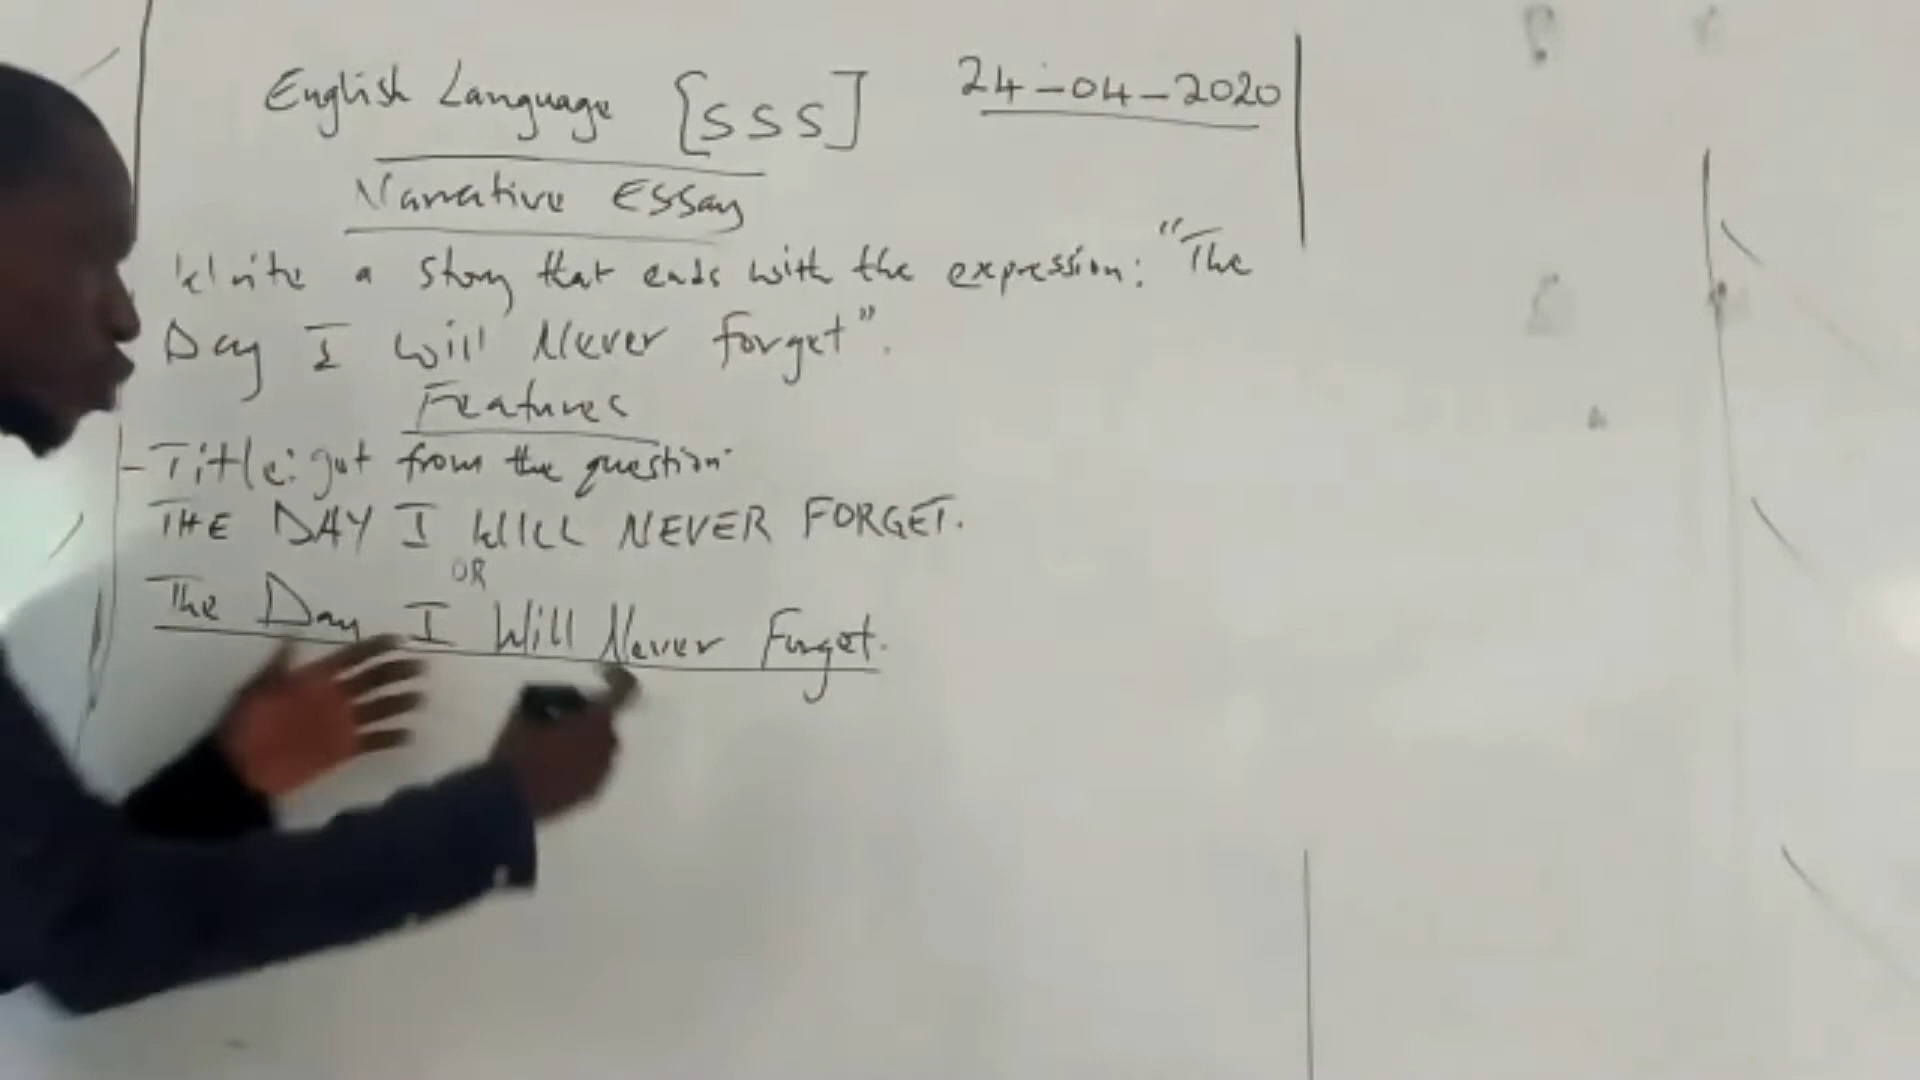 English Language [SSS] 24-04-2020
Narrative Essay
Write a story that ends with the expression: "The
Day I Will Never Forget".
Features
- Title: got from the question.
THE DAY I WILL NEVER FORGET.
OR
The Day I Will Never Forget.